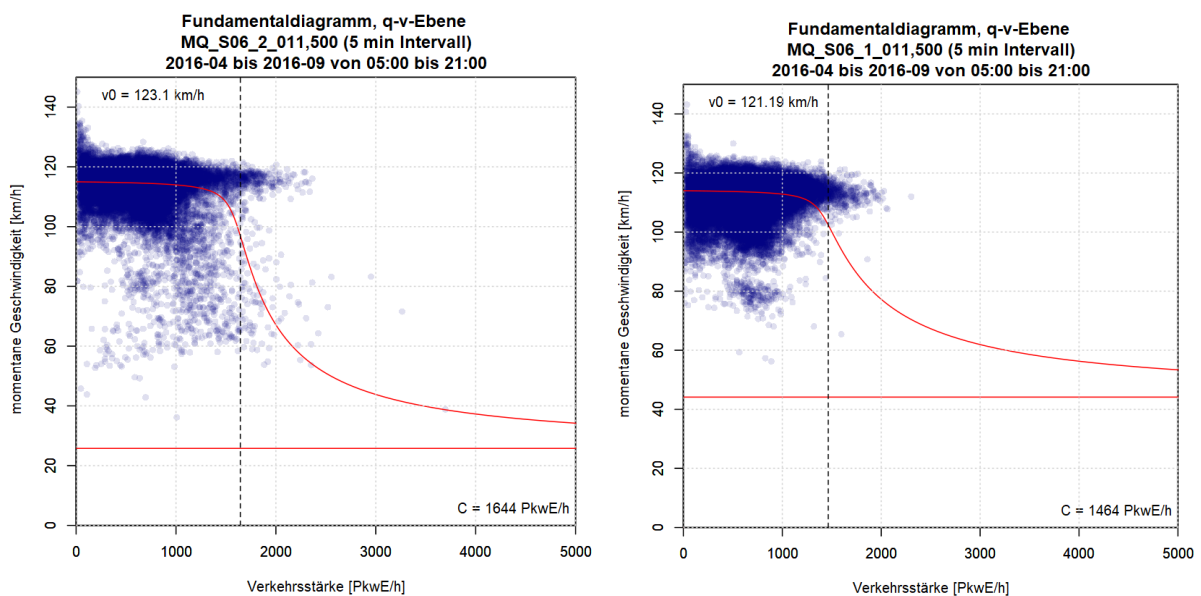 Fundamentaldiagramm, q-v-Ebene
MQ_S06_2_011,500 (5 min Intervall)
2016-04 bis 2016-09 von 05:00 bis 21:00
v0 = 123.1 km/h
momentane Geschwindigkeit [km/h]
140
120
100
80
60
40
20
0
C = 1644 PkwE/h
0 1000 2000 3000 4000 5000
Verkehrsstärke [PkwE/h]
Fundamentaldiagramm, q-v-Ebene
MQ_S06_1_011,500 (5 min Intervall)
2016-04 bis 2016-09 von 05:00 bis 21:00
v0 = 121.19 km/h
momentane Geschwindigkeit [km/h]
140
120
100
80
60
40
20
0
C = 1464 PkwE/h
0 1000 2000 3000 4000 5000
Verkehrsstärke [PkwE/h]